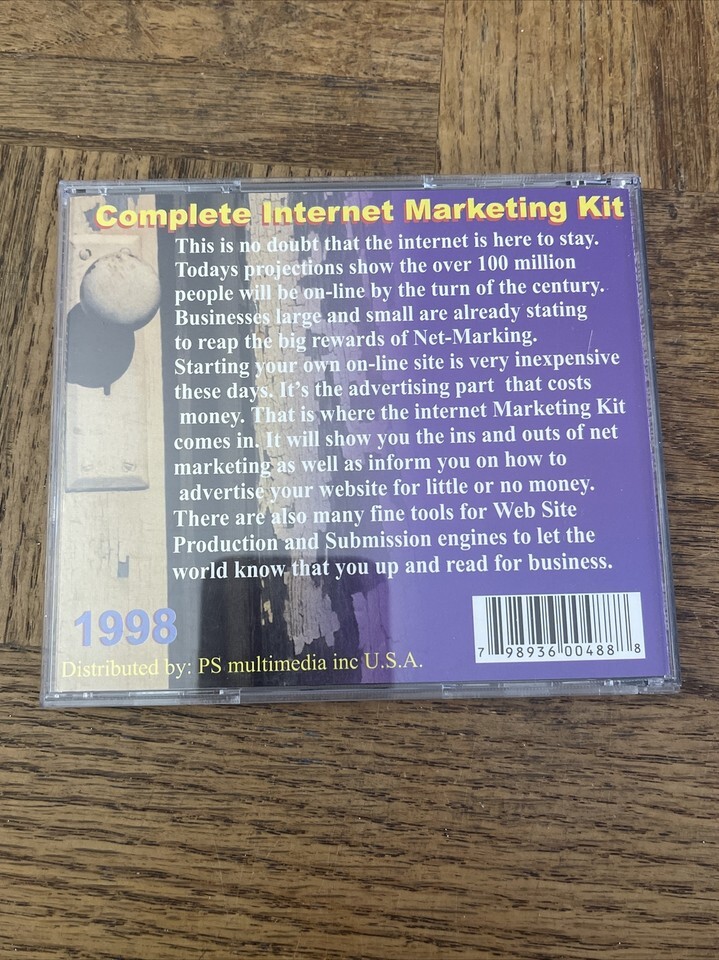 Complete Internet Marketing Kit
This is no doubt that the internet is here to stay.
Todays projections show the over 100 million
people will be on-line by the turn of the century.
Businesses large and small are already stating
to reap the big rewards of Net-Marking.
Starting your own on-line site is very inexpensive
these days. It's the advertising part that costs
money. That is where the internet Marketing Kit
comes in. It will show you the ins and outs of net
marketing as well as inform you on how to
advertise your website for little or no money.
There are also many fine tools for Web Site
Production and Submission engines to let the
world know that you up and read for business.
1998
7 98936 00488 8
Distributed by: PS multimedia inc U.S.A.